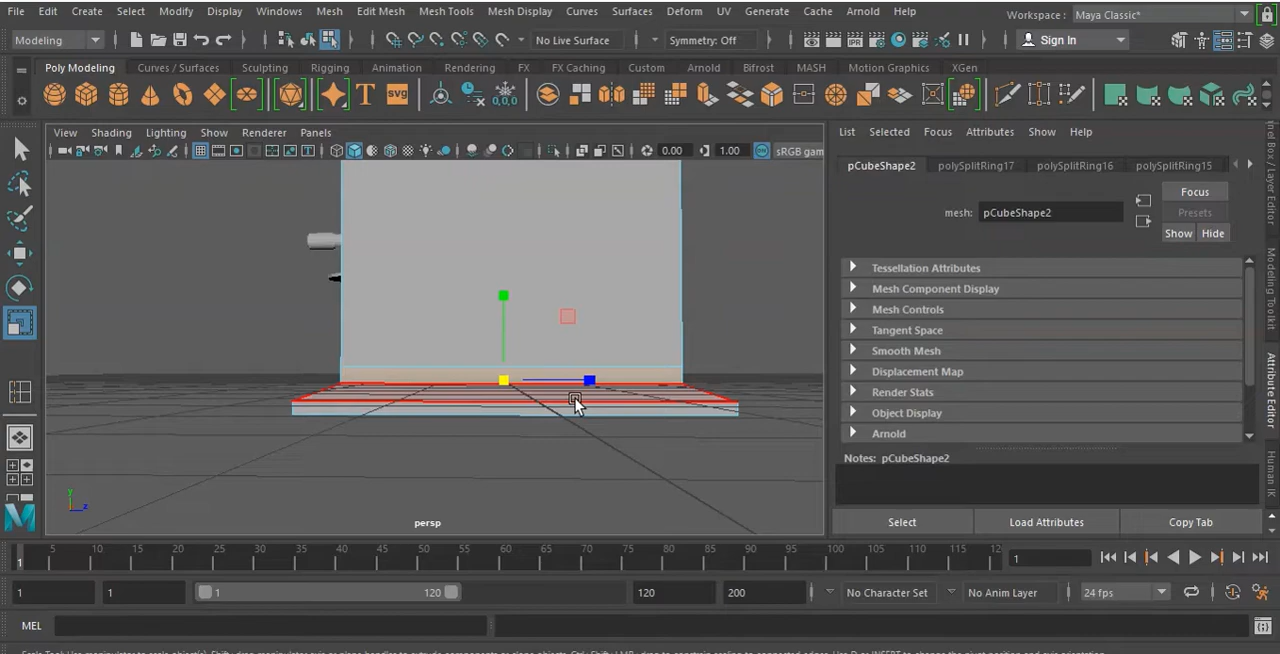 File Edit Create Select Modify Display Windows Mesh Edit Mesh Mesh Tools Mesh Display Curves Surfaces Deform UV Generate Cache Arnold Help
Workspace : Maya Classic*
Modeling No Live Surface Symmetry: Off Sign In
Poly Modeling Curves / Surfaces Sculpting Rigging Animation Rendering FX FX Caching Custom Arnold Bifrost MASH Motion Graphics XGen
T SVG 0,0,0
View Shading Lighting Show Renderer Panels
0.00 1.00 sRGB gam
List Selected Focus Attributes Show Help
pCubeShape2 polySplitRing17 polySplitRing16 polySplitRing15
Focus
mesh: pCubeShape2 Presets
Show Hide
Tessellation Attributes
Mesh Component Display
Mesh Controls
Tangent Space
Smooth Mesh
Displacement Map
Render Stats
Object Display
Arnold
Notes: pCubeShape2
Select Load Attributes Copy Tab
Modeling Toolkit
Attribute Editor
Human IK
y
z
persp
5 10 15 20 25 30 35 40 45 50 55 60 65 70 75 80 85 90 95 100 105 110 115 12
1 1
1 1 1 120 120 200 No Character Set No Anim Layer 24 fps
MEL